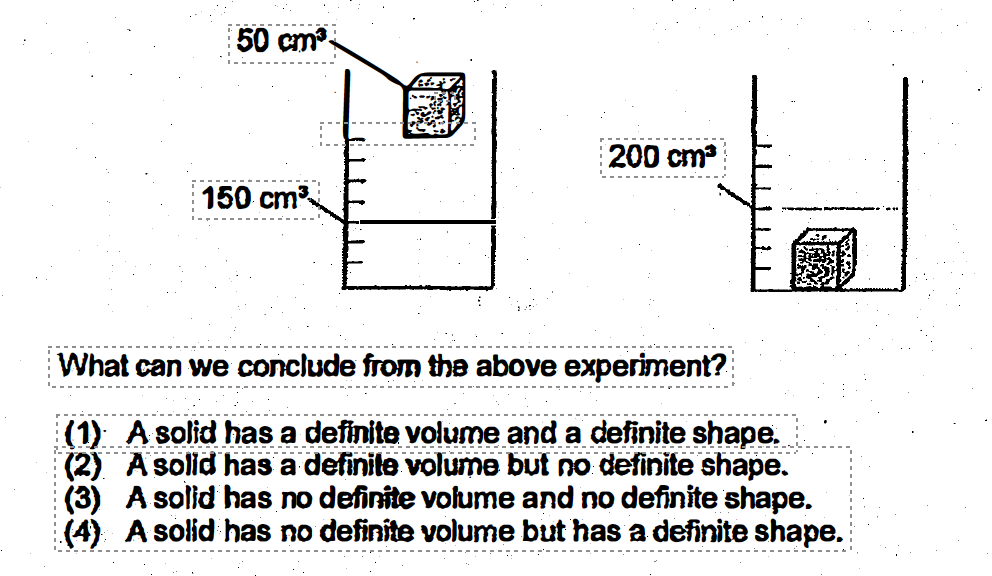 50 cm³
150 cm³
200 cm³
What can we conclude from the above experiment?
(1) A solid has a definite volume and a definite shape.
(2) A solid has a definite volume but no definite shape.
(3) A solid has no definite volume and no definite shape.
(4) A solid has no definite volume but has a definite shape.